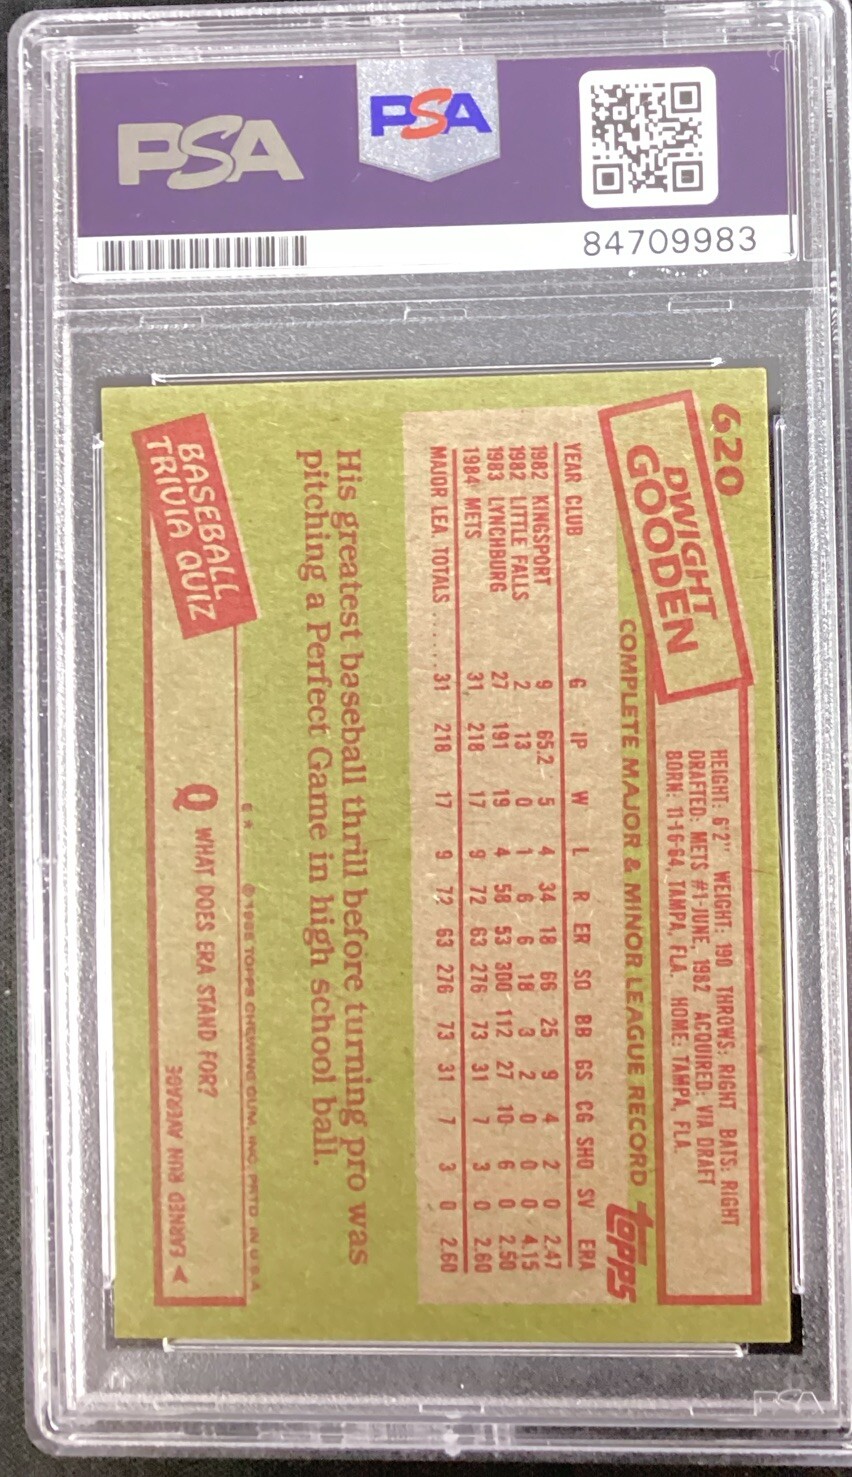 PSA
PSA
84709983
620
DWIGHT
GOODEN
HEIGHT: 6'2" WEIGHT: 190 THROWS: RIGHT BATS: RIGHT
DRAFTED: METS #1-JUNE, 1982 ACQUIRED: VIA DRAFT
BORN: 11-16-64, TAMPA, FLA. HOME: TAMPA, FLA.
COMPLETE MAJOR & MINOR LEAGUE RECORD
topps
YEAR CLUB G IP W L R ER SO BB GS CG SHO SV ERA
1982 KINGSPORT 9 65.2 5 4 34 18 66 25 9 4 2 0 2.47
1982 LITTLE FALLS 2 13 0 1 6 6 18 3 2 0 0 0 4.15
1983 LYNCHBURG 27 191 19 4 58 53 300 112 27 10 6 0 2.50
1984 METS 31 218 17 9 72 63 276 73 31 7 3 0 2.60
MAJOR LEA. TOTALS ..... 31 218 17 9 72 63 276 73 31 7 3 0 2.60
His greatest baseball thrill before turning pro was
pitching a Perfect Game in high school ball.
6* © 1985 TOPPS CHEWING GUM, INC. PRTD. IN U.S.A.
BASEBALL
TRIVIA QUIZ
Q WHAT DOES ERA STAND FOR?
EARNED RUN AVERAGE
PSA